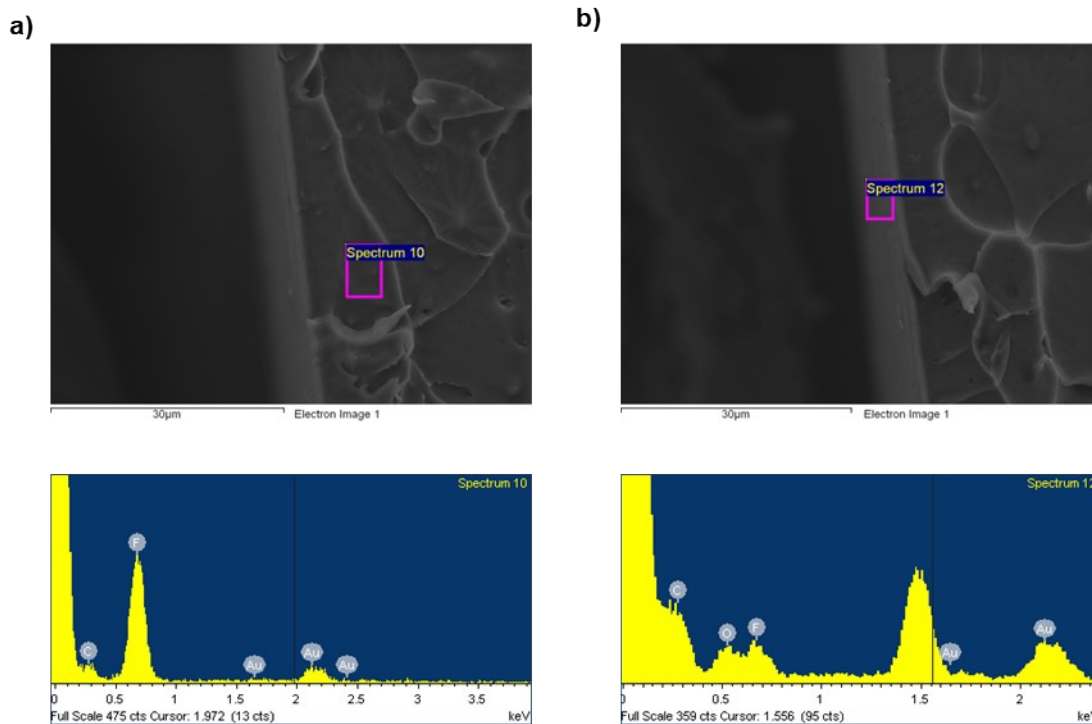 a)
Spectrum 10
30µm Electron Image 1
Spectrum 10
F
C
Au
Au
Au
0 0.5 1 1.5 2 2.5 3 3.5
Full Scale 475 cts Cursor: 1.972 (13 cts) keV
b)
Spectrum 12
30µm Electron Image 1
Spectrum 12
C
O
F
Au
Au
0 0.5 1 1.5 2
Full Scale 359 cts Cursor: 1.556 (95 cts)